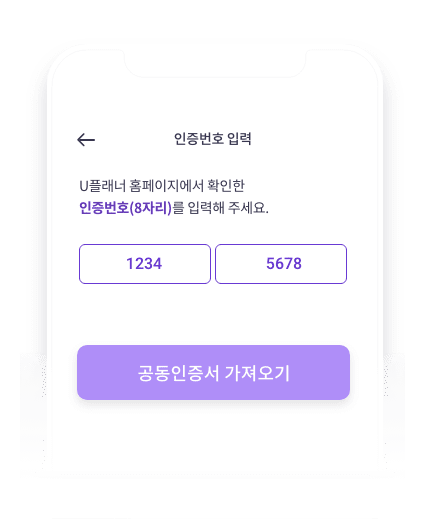 인증번호 입력
U플래너 홈페이지에서 확인한
인증번호(8자리)를 입력해 주세요.
1234 5678
공동인증서 가져오기